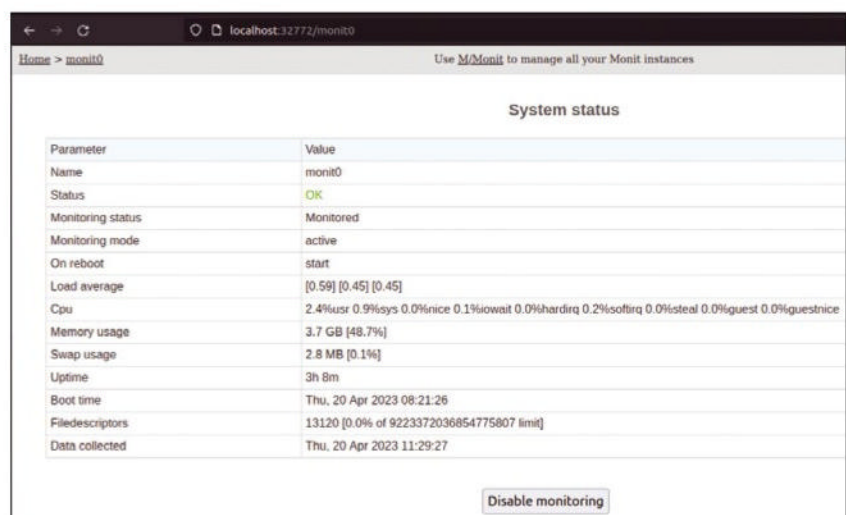 localhost:32772/monit0
Home > monit0 Use M/Monit to manage all your Monit instances
System status
Parameter Value
Name monit0
Status OK
Monitoring status Monitored
Monitoring mode active
On reboot start
Load average [0.59] [0.45] [0.45]
Cpu 2.4%usr 0.9%sys 0.0%nice 0.1%iowait 0.0%hardirq 0.2%softirq 0.0%steal 0.0%guest 0.0%guestnice
Memory usage 3.7 GB [48.7%]
Swap usage 2.8 MB [0.1%]
Uptime 3h 8m
Boot time Thu, 20 Apr 2023 08:21:26
Filedescriptors 13120 [0.0% of 9223372036854775807 limit]
Data collected Thu, 20 Apr 2023 11:29:27
Disable monitoring